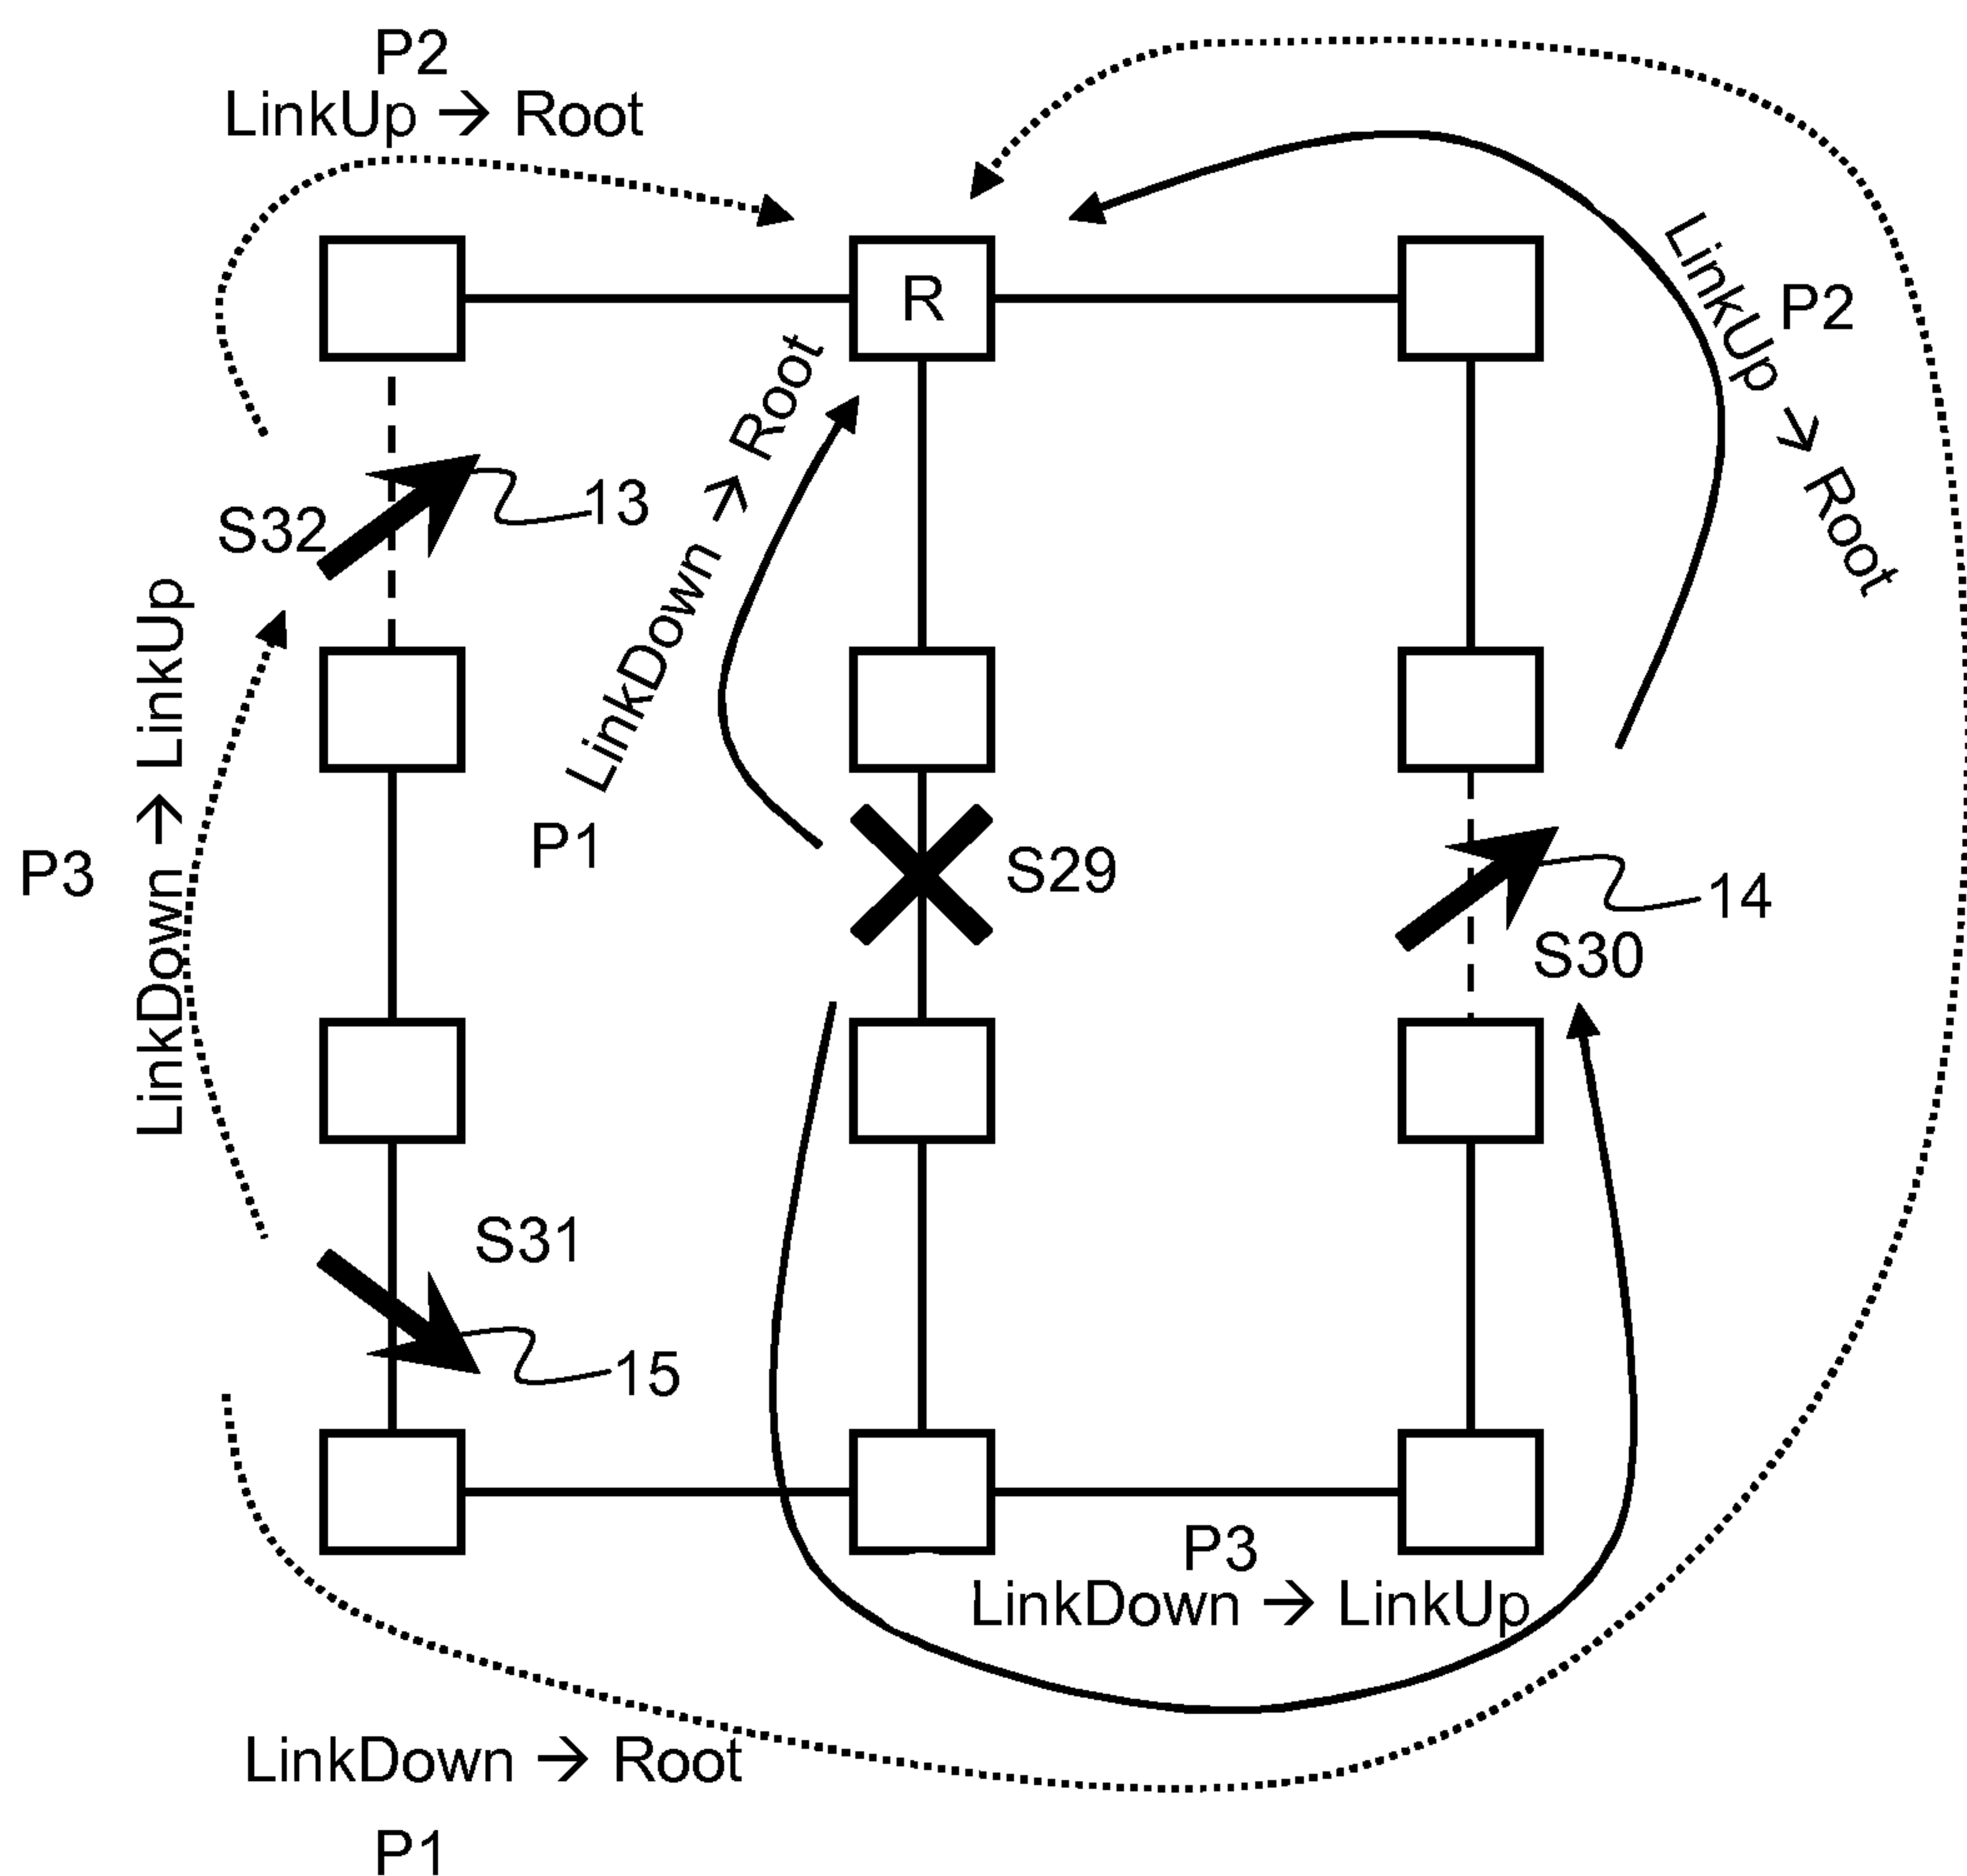 P2
LinkUp → Root
R
LinkUp → Root
P2
LinkDown → Root
P1
13
S32
LinkDown → LinkUp
P3
S29
14
S30
S31
15
P3
LinkDown → LinkUp
LinkDown → Root
P1